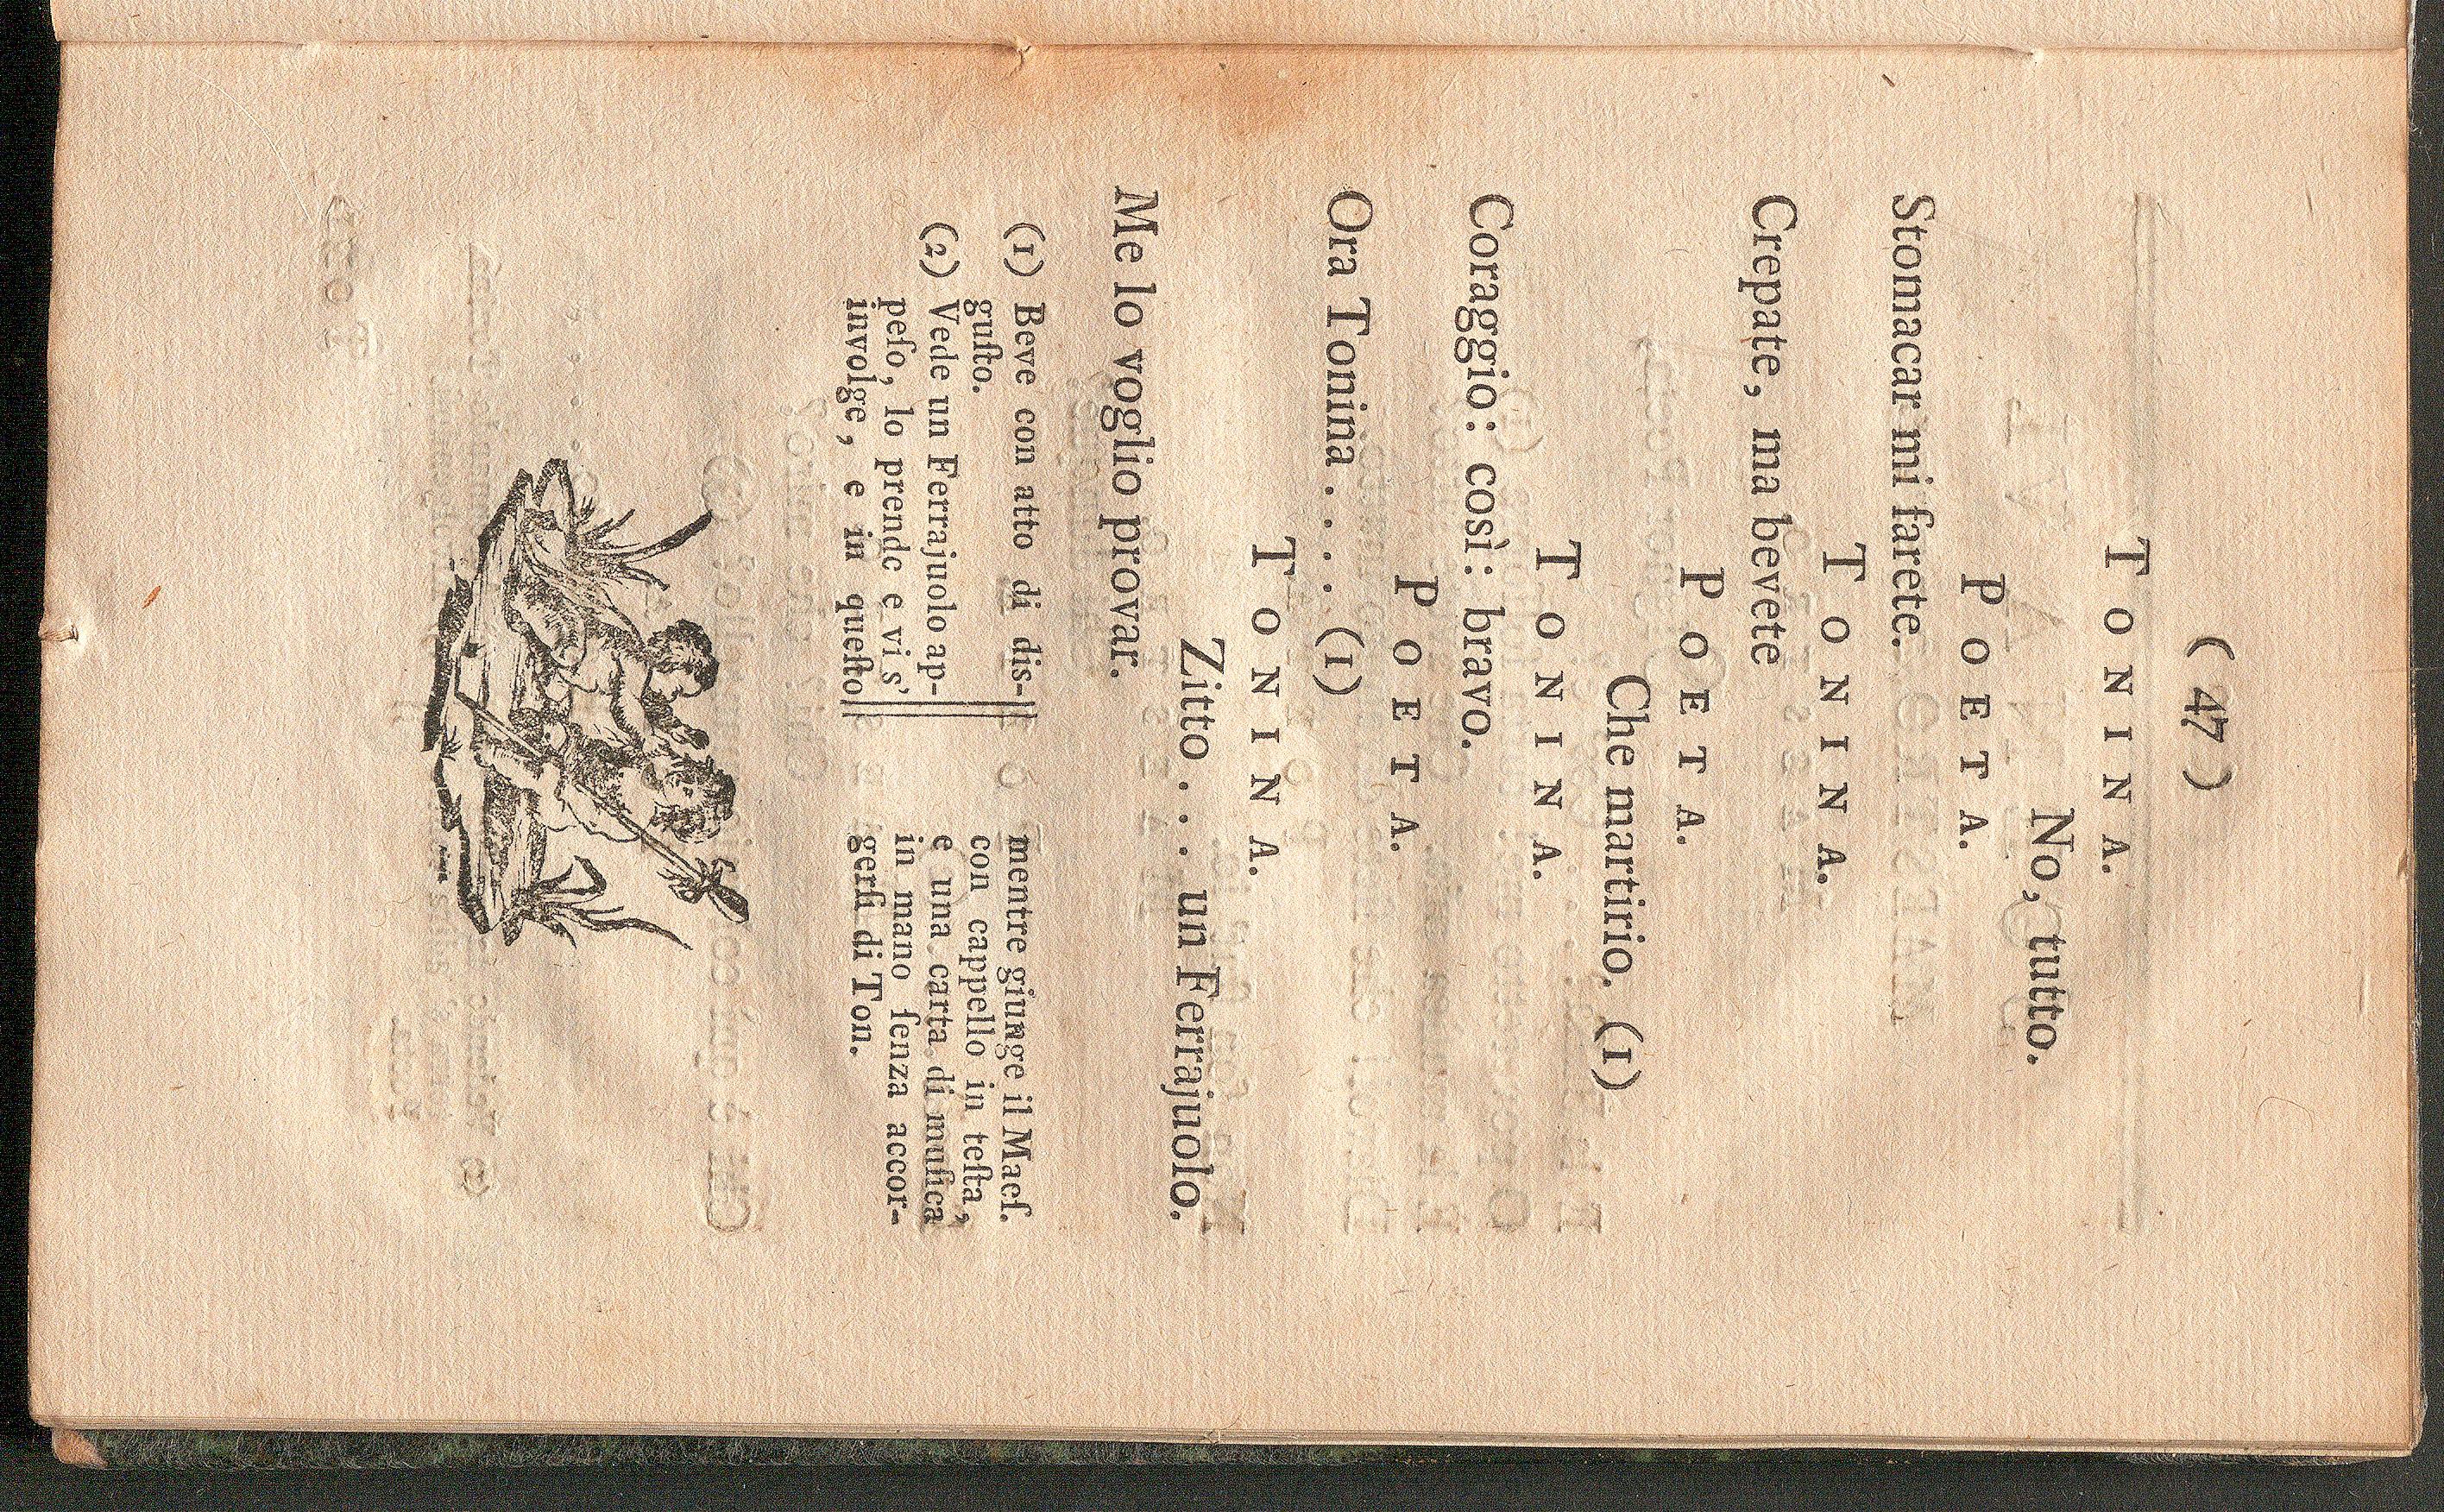 ( 47 )
TONINA.
No, tutto.
POETA.
Stomacar mi farete.
TONINA.
Crepate, ma bevete
POETA.
Che martirio. (1)
TONINA.
Coraggio: così: bravo.
POETA.
Ora Tonina . . . . (1)
TONINA.
Zitto . . . un Ferrajuolo.
Me lo voglio provar.
(1) Beve con atto di dis-
guſto.
(2) Vede un Ferrajuolo ap-
peſo, lo prende e vi s'
involge, e in queſto
mentre giunge il Maeſ.
con cappello in teſta,
e una carta di muſica
in mano ſenza accor-
gerſi di Ton.